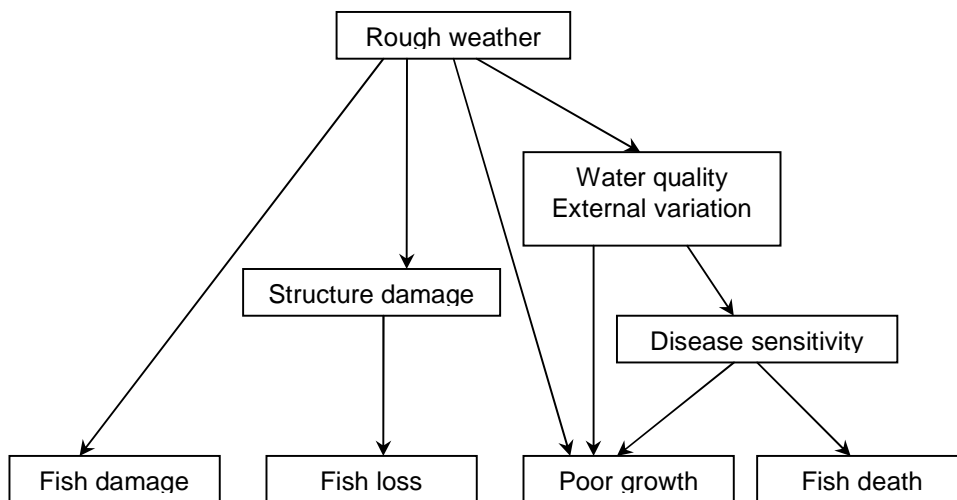 Rough weather
Water quality
External variation
Structure damage
Disease sensitivity
Fish damage
Fish loss
Poor growth
Fish death